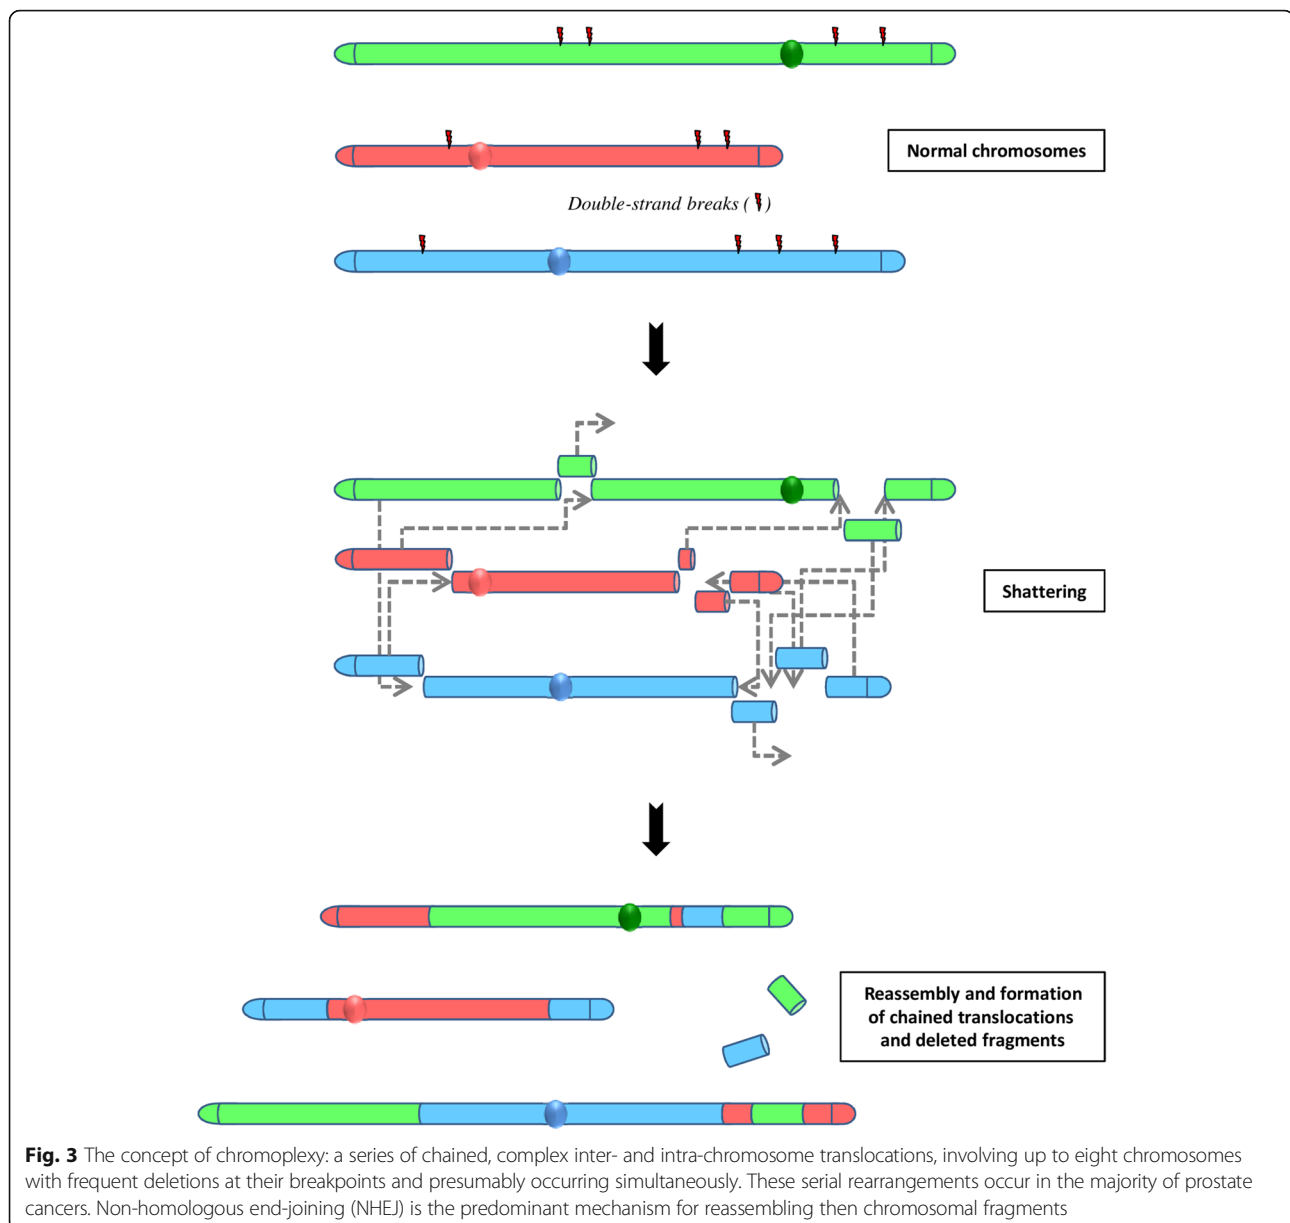 Normal chromosomes
Double-strand breaks ( )
Shattering
Reassembly and formation
of chained translocations
and deleted fragments
Fig. 3 The concept of chromoplexy: a series of chained, complex inter- and intra-chromosome translocations, involving up to eight chromosomes
with frequent deletions at their breakpoints and presumably occurring simultaneously. These serial rearrangements occur in the majority of prostate
cancers. Non-homologous end-joining (NHEJ) is the predominant mechanism for reassembling then chromosomal fragments